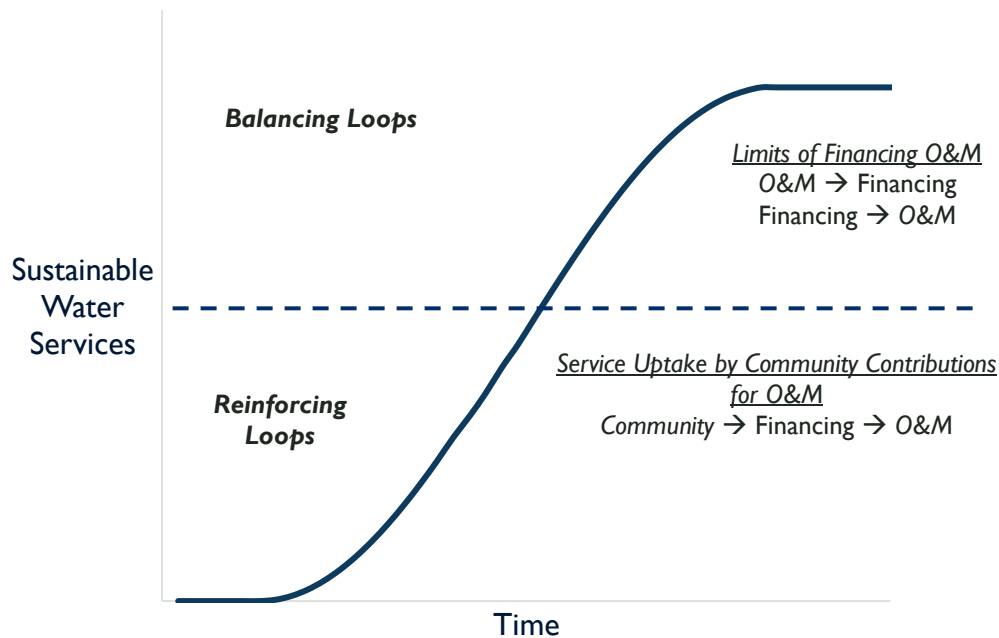 Balancing Loops
Limits of Financing O&M
O&M → Financing
Financing → O&M
Sustainable
Water
Services
Service Uptake by Community Contributions
for O&M
Reinforcing
Loops
Community → Financing → O&M
Time